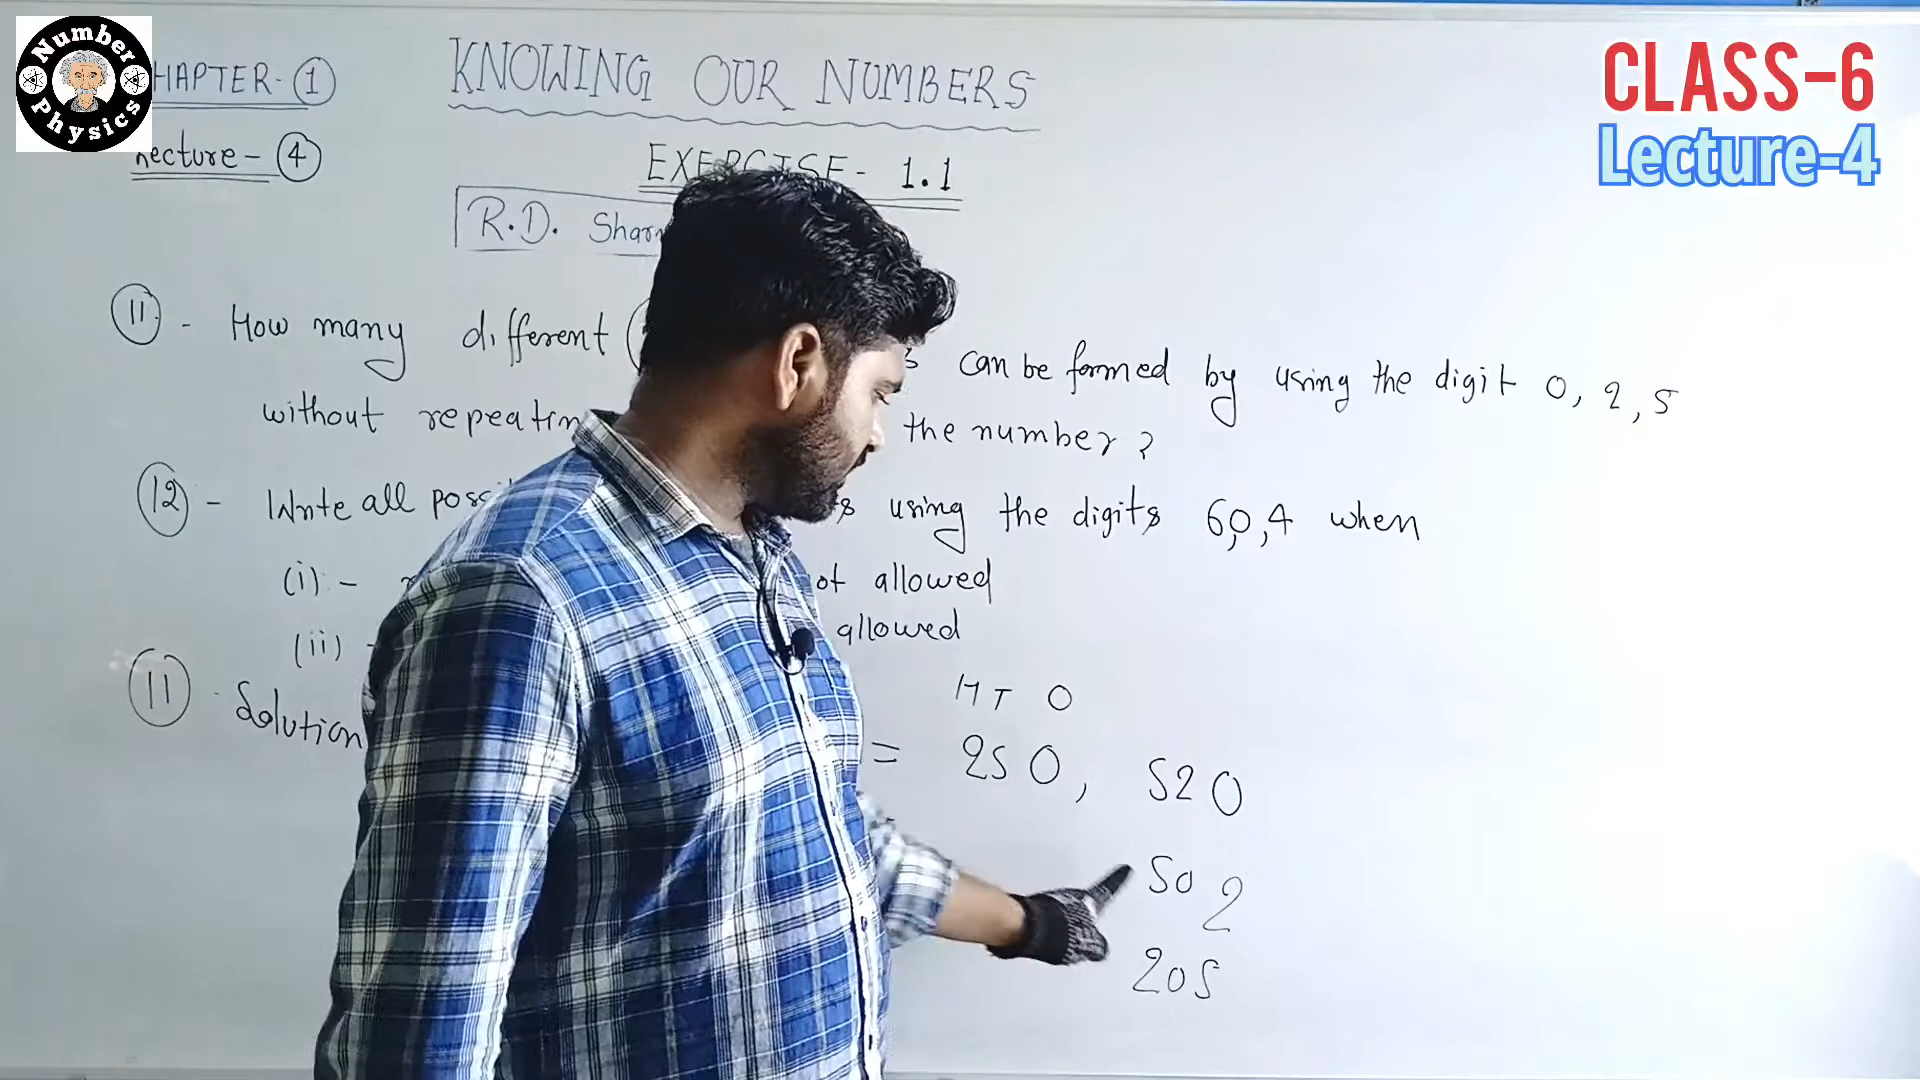 Number Physics
CLASS-6
Lecture-4
HAPTER-1 KNOWING OUR NUMBERS
Lecture-4
EXERCISE- 1.1
R.D. Shar
11 - How many different can be formed by using the digit 0, 2, 5
without repeatin the number?
12 - Write all poss using the digits 6,0,4 when
(i) - ot allowed
(ii) - allowed
11 Solution
H T O
= 250, 520
502
205